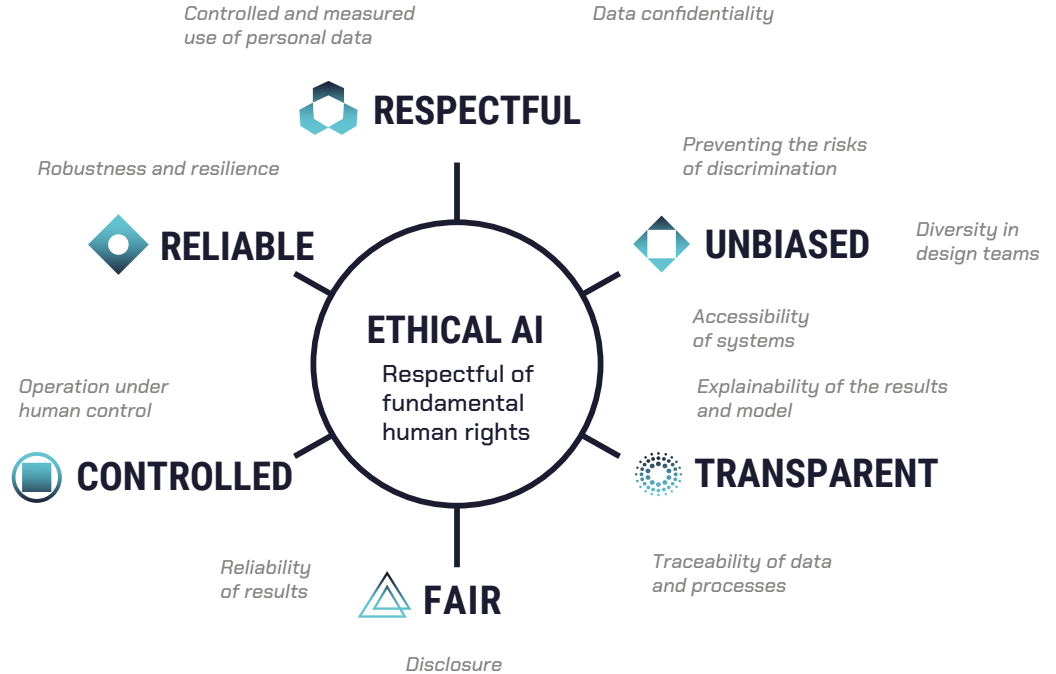 Controlled and measured
use of personal data
Data confidentiality
RESPECTFUL
Preventing the risks
of discrimination
Robustness and resilience
RELIABLE
UNBIASED
Diversity in
design teams
Accessibility
of systems
ETHICAL AI
Respectful of
fundamental
human rights
Operation under
human control
Explainability of the results
and model
CONTROLLED
TRANSPARENT
Reliability
of results
FAIR
Traceability of data
and processes
Disclosure